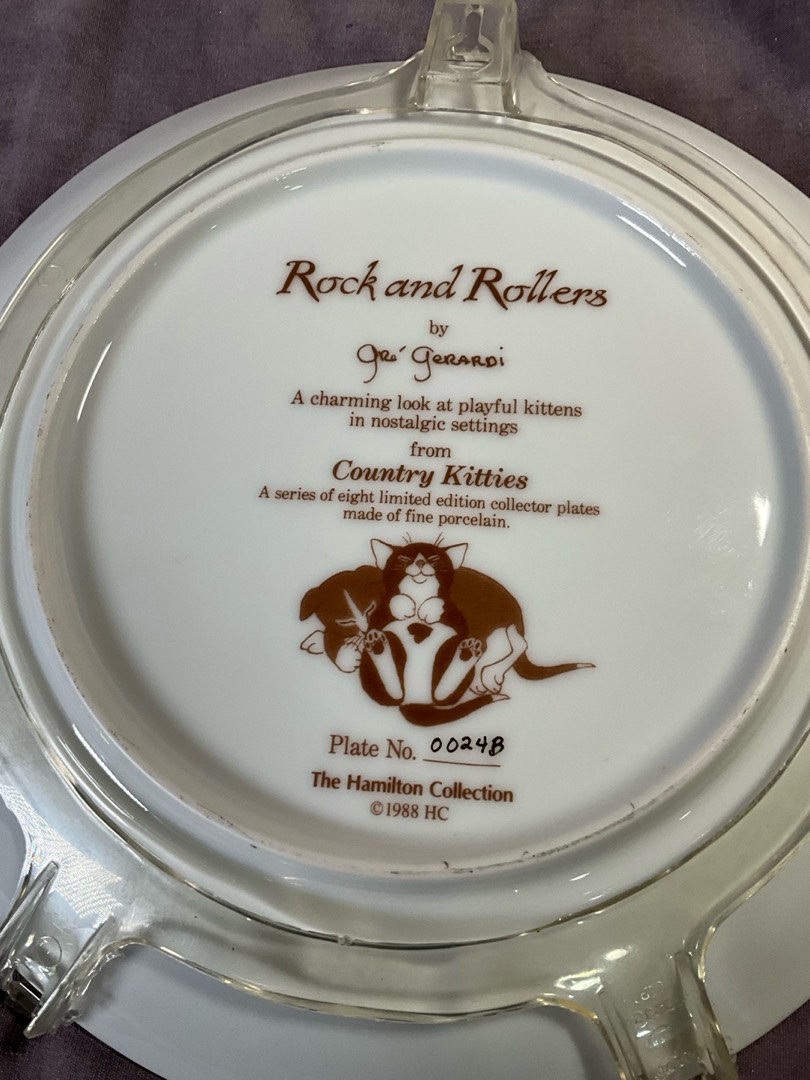 Rock and Rollers
by
Gré Gerardi
A charming look at playful kittens
in nostalgic settings
from
Country Kitties
A series of eight limited edition collector plates
made of fine porcelain.
Plate No. 0024B
The Hamilton Collection
©1988 HC